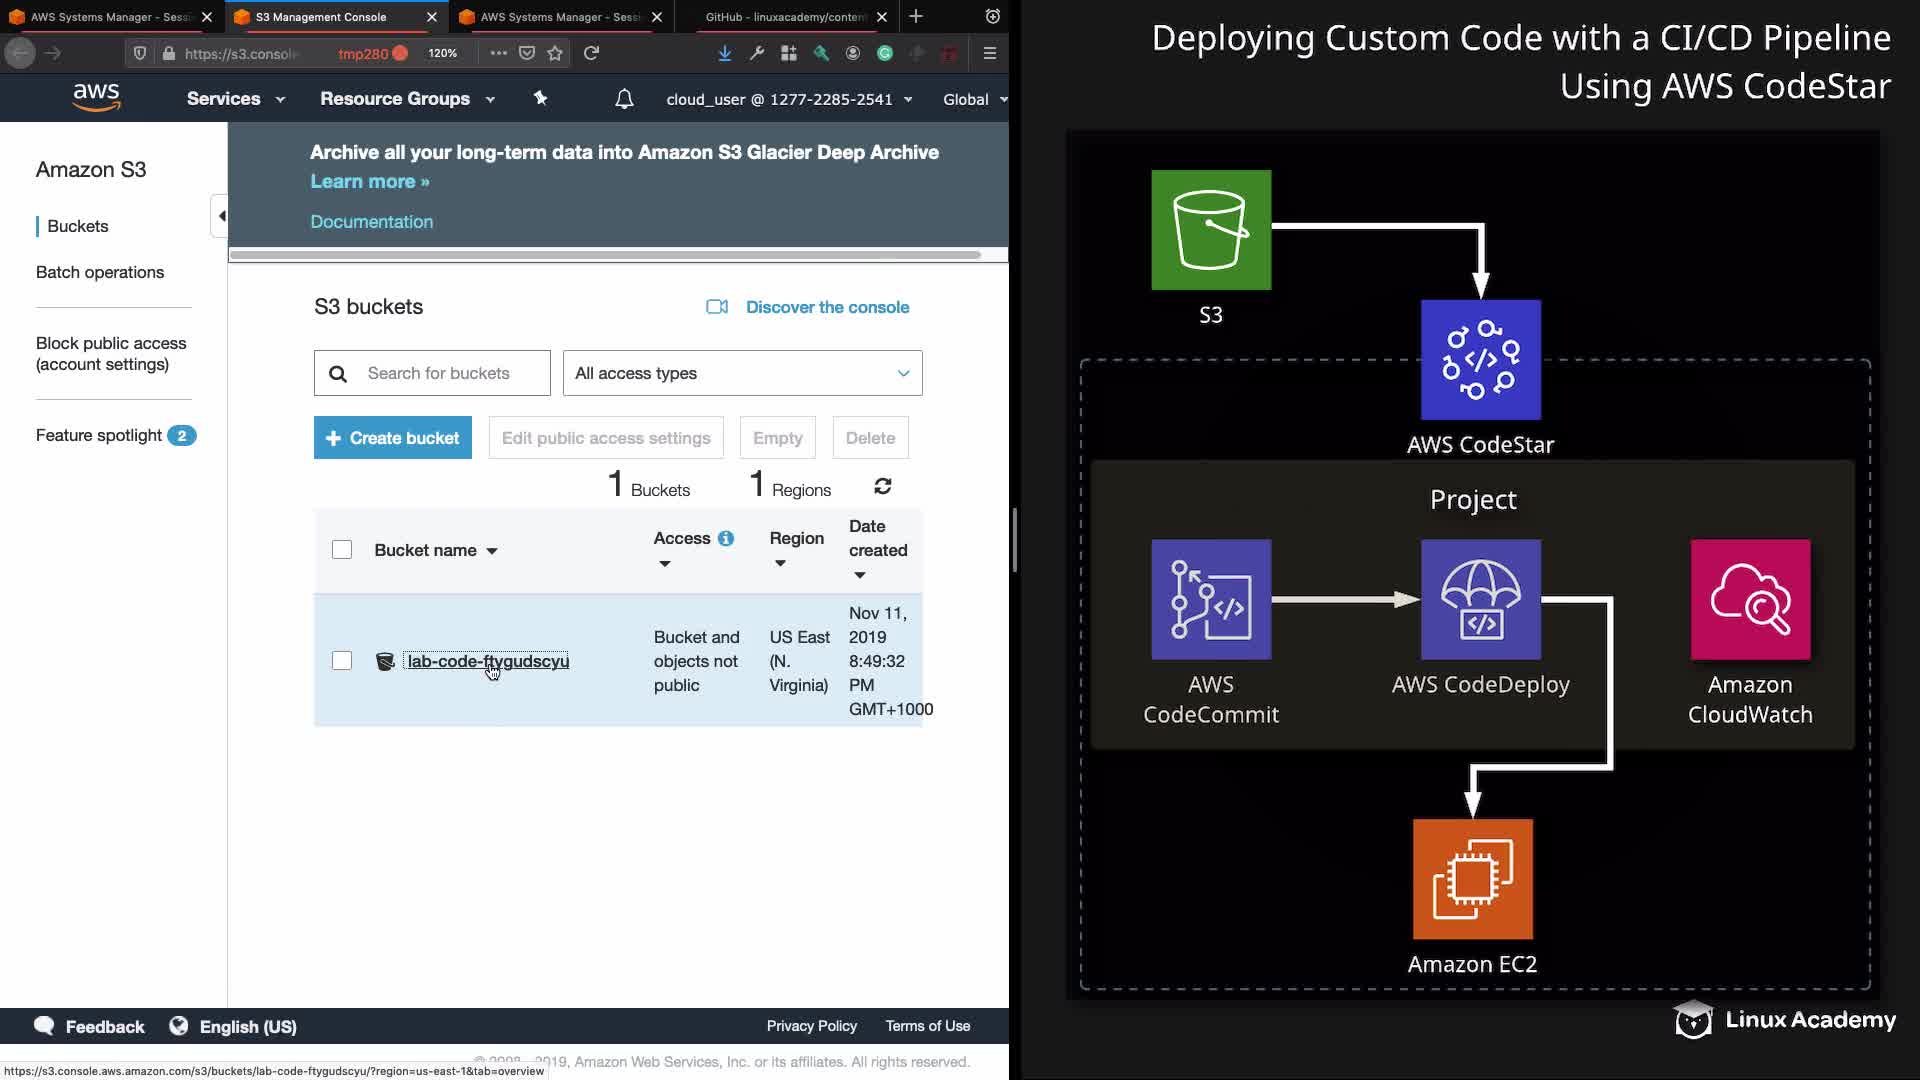 AWS Systems Manager - Sessi
S3 Management Console
AWS Systems Manager - Sessi
GitHub - linuxacademy/conten
https://s3.console
tmp280
120%
aws
Services
Resource Groups
cloud_user @ 1277-2285-2541
Global
Amazon S3
Buckets
Batch operations
Block public access
(account settings)
Feature spotlight 2
Archive all your long-term data into Amazon S3 Glacier Deep Archive
Learn more »
Documentation
S3 buckets
Discover the console
Search for buckets
All access types
+ Create bucket
Edit public access settings
Empty
Delete
1 Buckets
1 Regions
Bucket name
Access
Region
Date
created
lab-code-ftygudscyu
Bucket and
objects not
public
US East
(N.
Virginia)
Nov 11,
2019
8:49:32
PM
GMT+1000
Feedback
English (US)
Privacy Policy
Terms of Use
2019, Amazon Web Services, Inc. or its affiliates. All rights reserved.
https://s3.console.aws.amazon.com/s3/buckets/lab-code-ftygudscyu/?region=us-east-1&tab=overview
Deploying Custom Code with a CI/CD Pipeline
Using AWS CodeStar
S3
AWS CodeStar
Project
AWS
CodeCommit
AWS CodeDeploy
Amazon
CloudWatch
Amazon EC2
Linux Academy